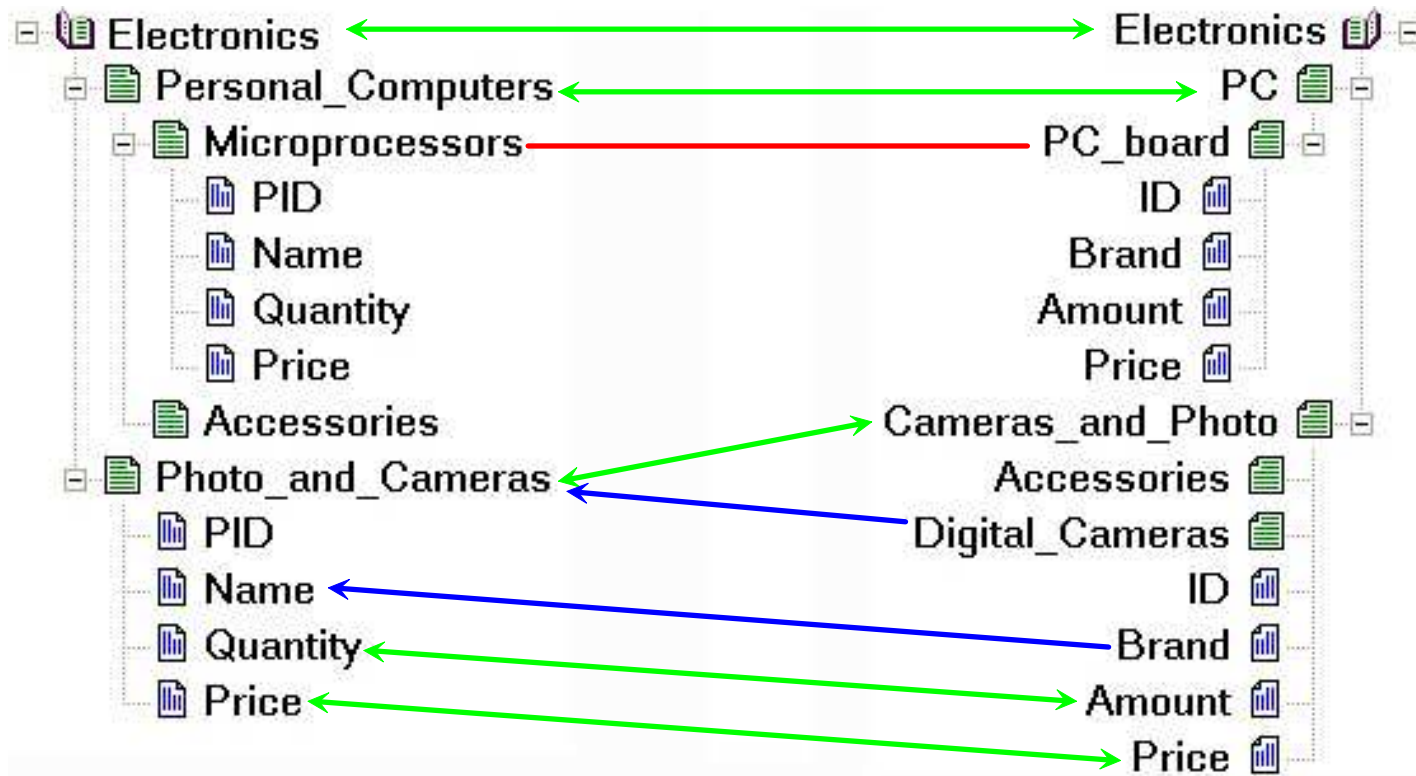 Electronics
Personal_Computers
Microprocessors
PID
Name
Quantity
Price
Accessories
Photo_and_Cameras
PID
Name
Quantity
Price
Electronics
PC
PC_board
ID
Brand
Amount
Price
Cameras_and_Photo
Accessories
Digital_Cameras
ID
Brand
Amount
Price